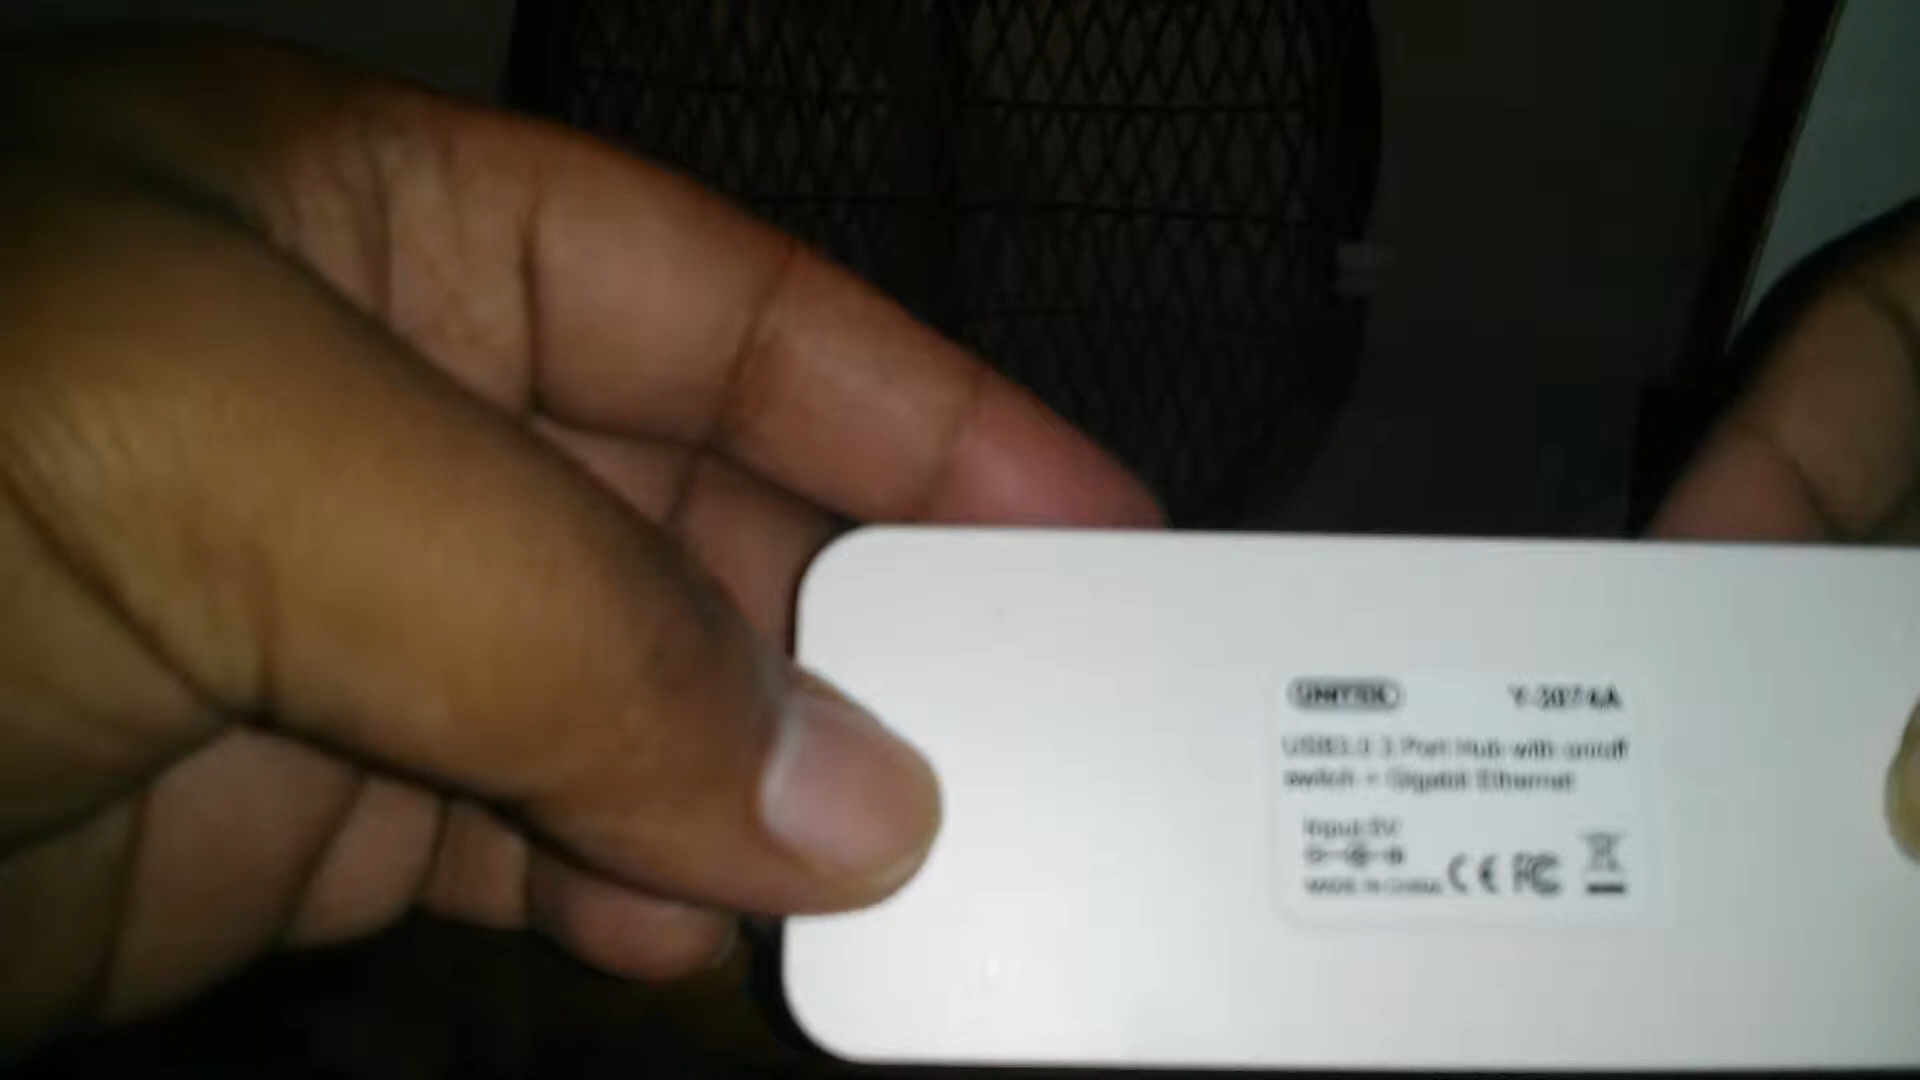 UNITEK Y-3074A
USB3.0 3 Port Hub with on/off
switch + Gigabit Ethernet
Input:5V
MADE IN CHINA CE FC